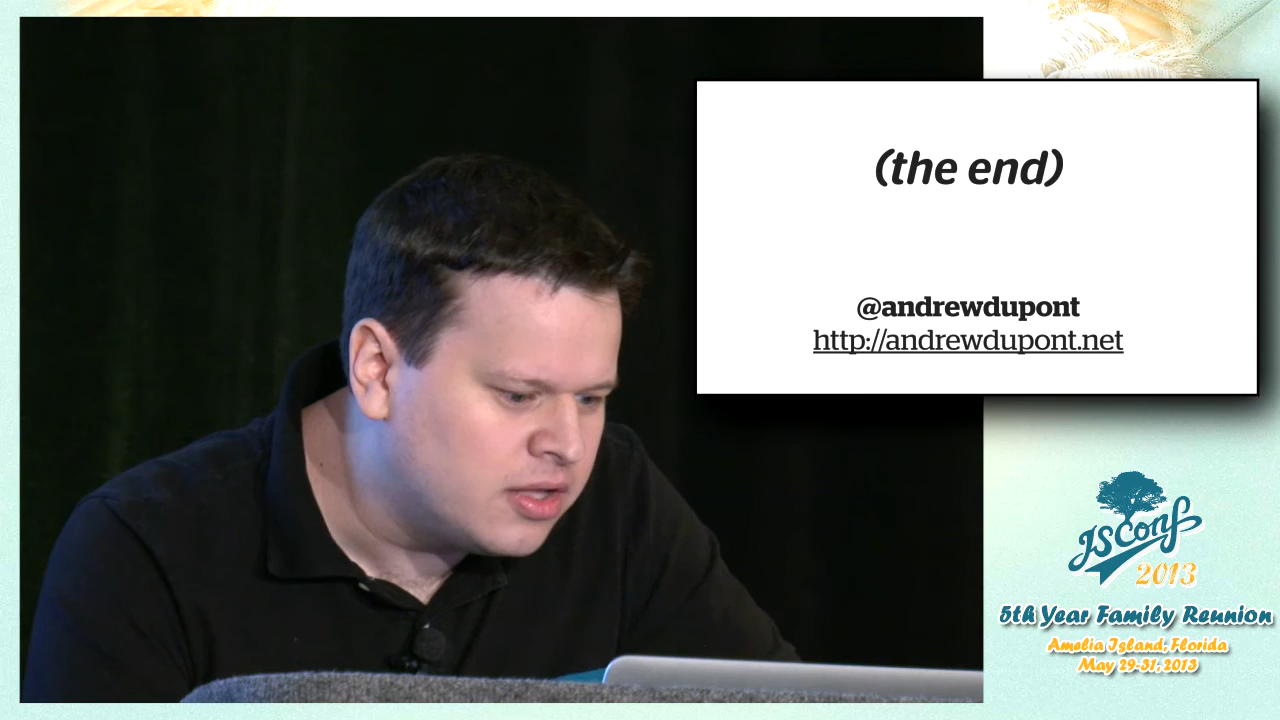 (the end)
@andrewdupont
http://andrewdupont.net
JSConf
2013
5th Year Family Reunion
Amelia Island, Florida
May 29-31, 2013